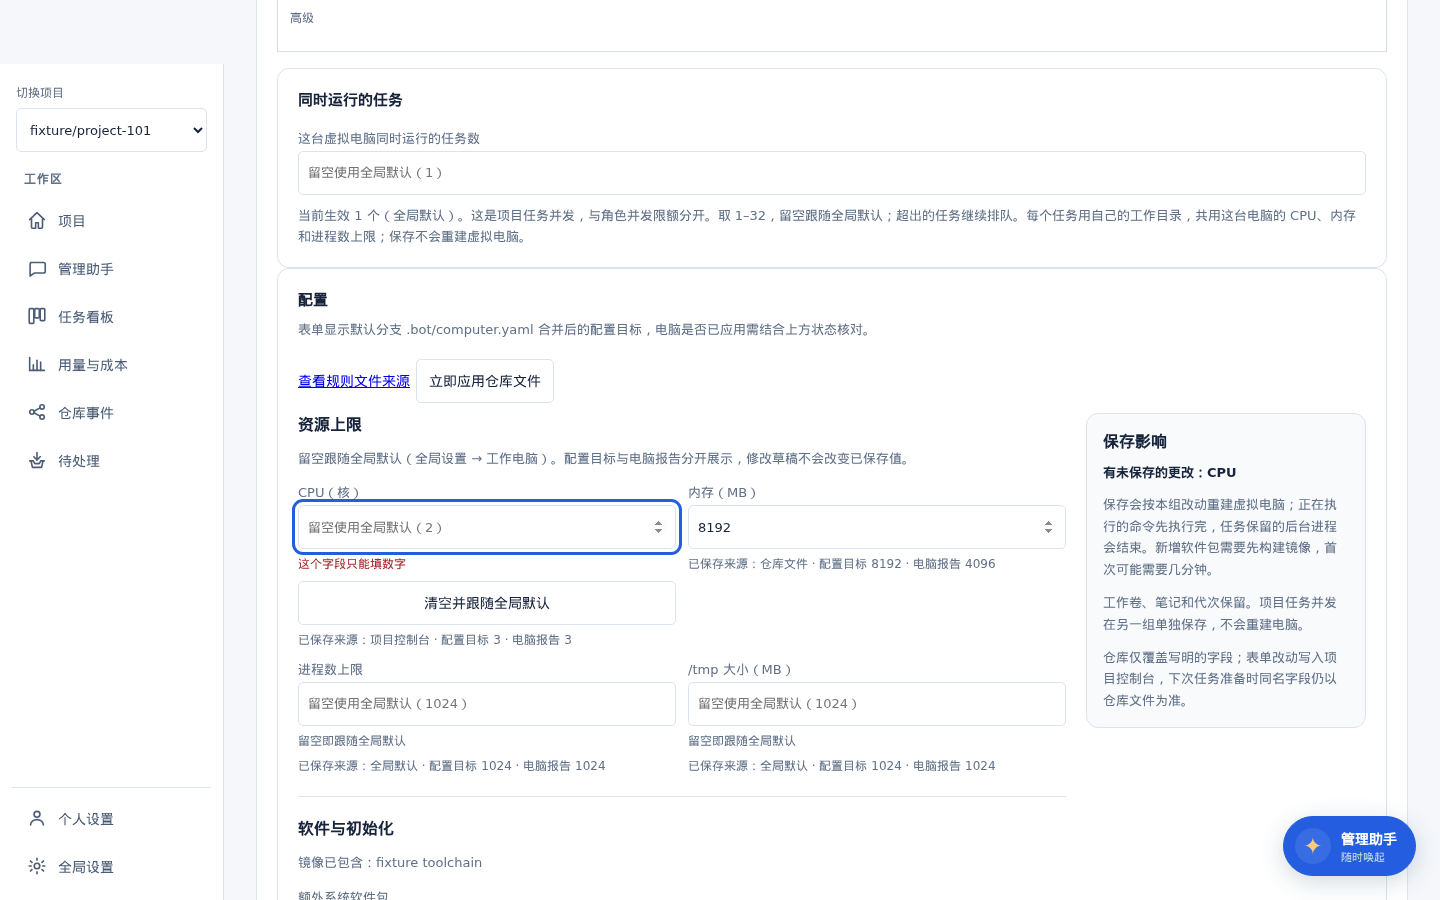 高级
切换项目
fixture/project-101
工作区
项目
管理助手
任务看板
用量与成本
仓库事件
待处理
个人设置
全局设置
同时运行的任务
这台虚拟电脑同时运行的任务数
留空使用全局默认（1）
当前生效 1 个（全局默认）。这是项目任务并发，与角色并发限额分开。取 1–32，留空跟随全局默认；超出的任务继续排队。每个任务用自己的工作目录，共用这台电脑的 CPU、内存
和进程数上限；保存不会重建虚拟电脑。
配置
表单显示默认分支 .bot/computer.yaml 合并后的配置目标，电脑是否已应用需结合上方状态核对。
查看规则文件来源
立即应用仓库文件
资源上限
留空跟随全局默认（全局设置 → 工作电脑）。配置目标与电脑报告分开展示，修改草稿不会改变已保存值。
CPU（核）
留空使用全局默认（2）
这个字段只能填数字
清空并跟随全局默认
已保存来源：项目控制台 · 配置目标 3 · 电脑报告 3
内存（MB）
8192
已保存来源：仓库文件 · 配置目标 8192 · 电脑报告 4096
进程数上限
留空使用全局默认（1024）
留空即跟随全局默认
已保存来源：全局默认 · 配置目标 1024 · 电脑报告 1024
/tmp 大小（MB）
留空使用全局默认（1024）
留空即跟随全局默认
已保存来源：全局默认 · 配置目标 1024 · 电脑报告 1024
保存影响
有未保存的更改：CPU
保存会按本组改动重建虚拟电脑；正在执
行的命令先执行完，任务保留的后台进程
会结束。新增软件包需要先构建镜像，首
次可能需要几分钟。
工作卷、笔记和代次保留。项目任务并发
在另一组单独保存，不会重建电脑。
仓库仅覆盖写明的字段；表单改动写入项
目控制台，下次任务准备时同名字段仍以
仓库文件为准。
软件与初始化
镜像已包含：fixture toolchain
额外系统软件包
管理助手
随时唤起